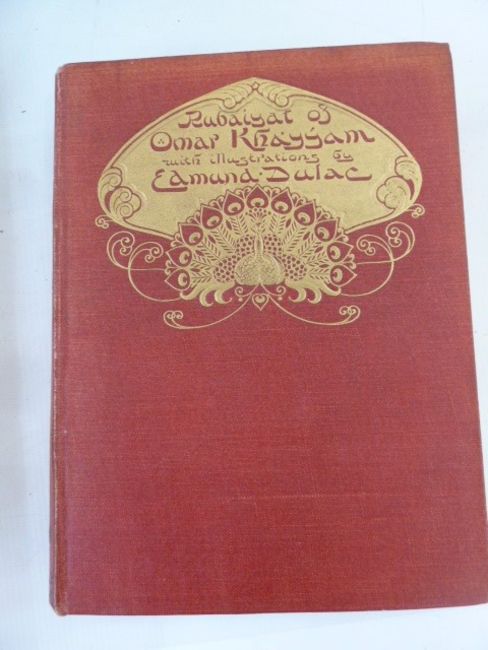 Rubaiyat of
Omar Khayyam
with illustrations by
Edmund·Dulac